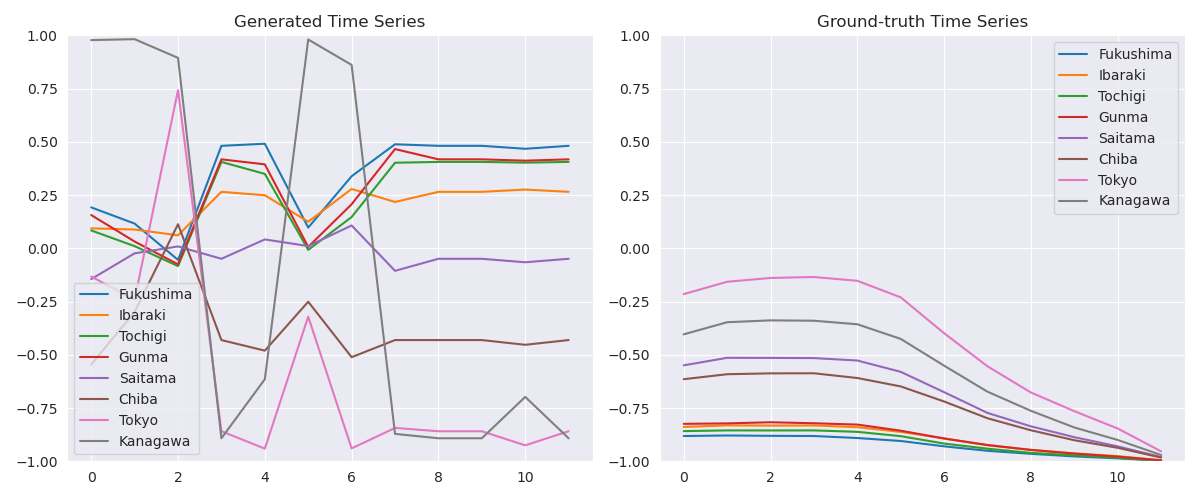 Generated Time Series
1.00
0.75
0.50
0.25
0.00
−0.25
−0.50
−0.75
−1.00
0 2 4 6 8 10
Fukushima
Ibaraki
Tochigi
Gunma
Saitama
Chiba
Tokyo
Kanagawa
Ground-truth Time Series
1.00
0.75
0.50
0.25
0.00
−0.25
−0.50
−0.75
−1.00
0 2 4 6 8 10
Fukushima
Ibaraki
Tochigi
Gunma
Saitama
Chiba
Tokyo
Kanagawa